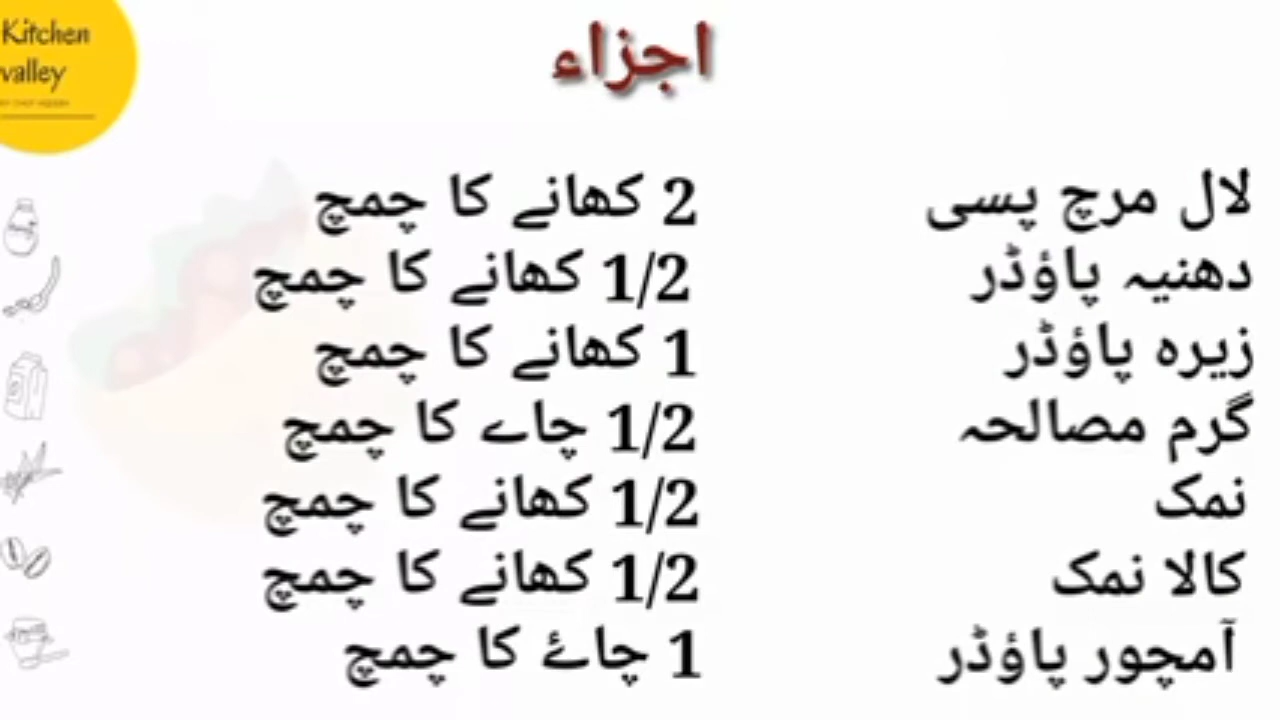 Kitchen
valley
اجزاء
لال مرچ پسی 2 کھانے کا چمچ
دھنیہ پاؤڈر 1/2 کھانے کا چمچ
زیرہ پاؤڈر 1 کھانے کا چمچ
گرم مصالحہ 1/2 چاے کا چمچ
نمک 1/2 کھانے کا چمچ
کالا نمک 1/2 کھانے کا چمچ
آمچور پاؤڈر 1 چائے کا چمچ